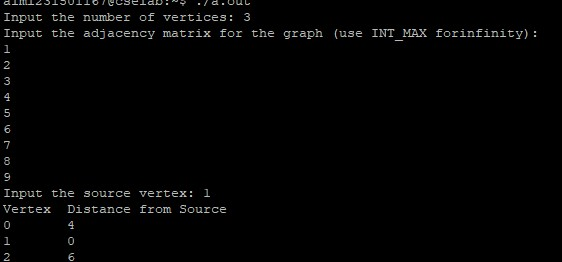 aim1231501167@cselab:~$ ./a.out
Input the number of vertices: 3
Input the adjacency matrix for the graph (use INT_MAX forinfinity):
1
2
3
4
5
6
7
8
9
Input the source vertex: 1
Vertex  Distance from Source
0       4
1       0
2       6